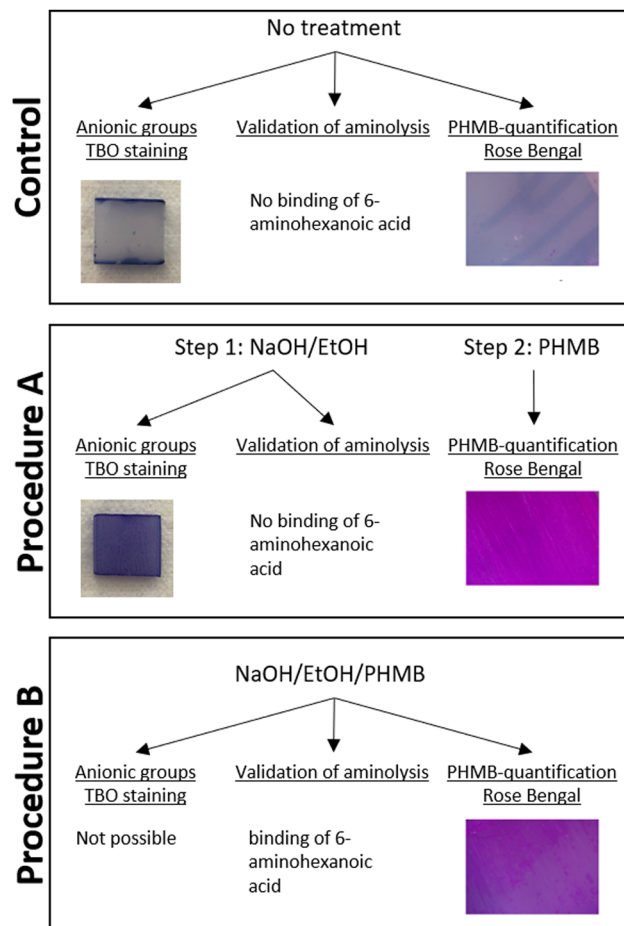 Control
No treatment
Anionic groups
TBO staining
Validation of aminolysis
No binding of 6-
aminohexanoic acid
PHMB-quantification
Rose Bengal
Procedure A
Step 1: NaOH/EtOH
Step 2: PHMB
Anionic groups
TBO staining
Validation of aminolysis
No binding of 6-
aminohexanoic
acid
PHMB-quantification
Rose Bengal
Procedure B
NaOH/EtOH/PHMB
Anionic groups
TBO staining
Not possible
Validation of aminolysis
binding of 6-
aminohexanoic
acid
PHMB-quantification
Rose Bengal